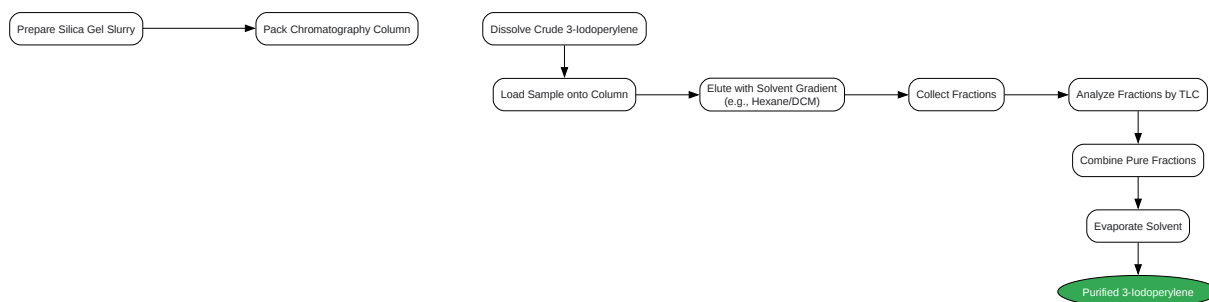 Prepare Silica Gel Slurry
Pack Chromatography Column
Dissolve Crude 3-Iodoperylene
Load Sample onto Column
Elute with Solvent Gradient
(e.g., Hexane/DCM)
Collect Fractions
Analyze Fractions by TLC
Combine Pure Fractions
Evaporate Solvent
Purified 3-Iodoperylene